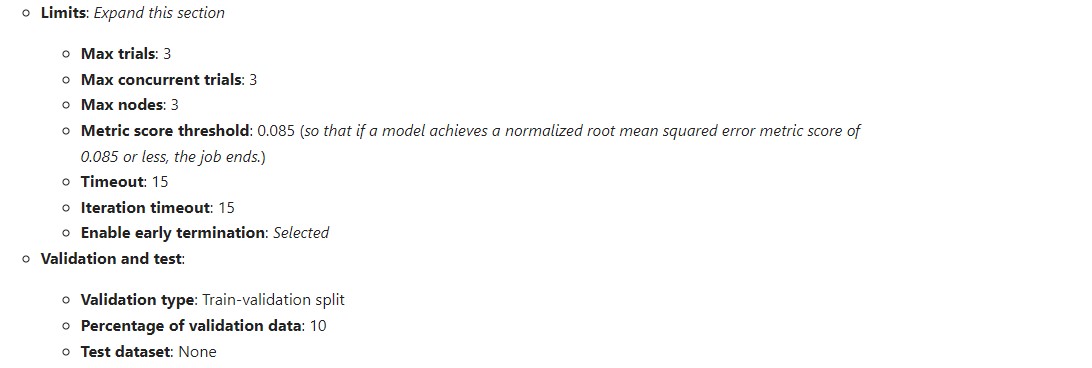 Limits: Expand this section
Max trials: 3
Max concurrent trials: 3
Max nodes: 3
Metric score threshold: 0.085 (so that if a model achieves a normalized root mean squared error metric score of
0.085 or less, the job ends.)
Timeout: 15
Iteration timeout: 15
Enable early termination: Selected
Validation and test:
Validation type: Train-validation split
Percentage of validation data: 10
Test dataset: None